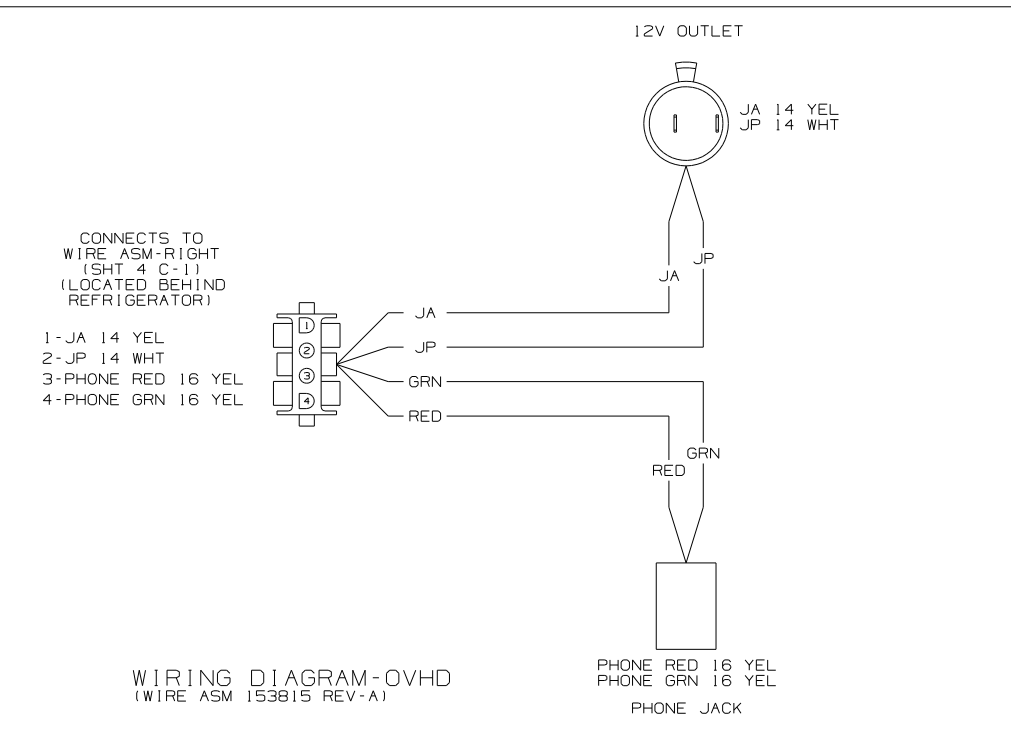 12V OUTLET
JA 14 YEL
JP 14 WHT
CONNECTS TO
WIRE ASM-RIGHT
(SHT 4 C-1)
(LOCATED BEHIND
REFRIGERATOR)
1-JA 14 YEL
2-JP 14 WHT
3-PHONE RED 16 YEL
4-PHONE GRN 16 YEL
1
2
3
4
JA
JP
GRN
RED
JP
JA
GRN
RED
PHONE RED 16 YEL
PHONE GRN 16 YEL
PHONE JACK
WIRING DIAGRAM-OVHD
(WIRE ASM 153815 REV-A)